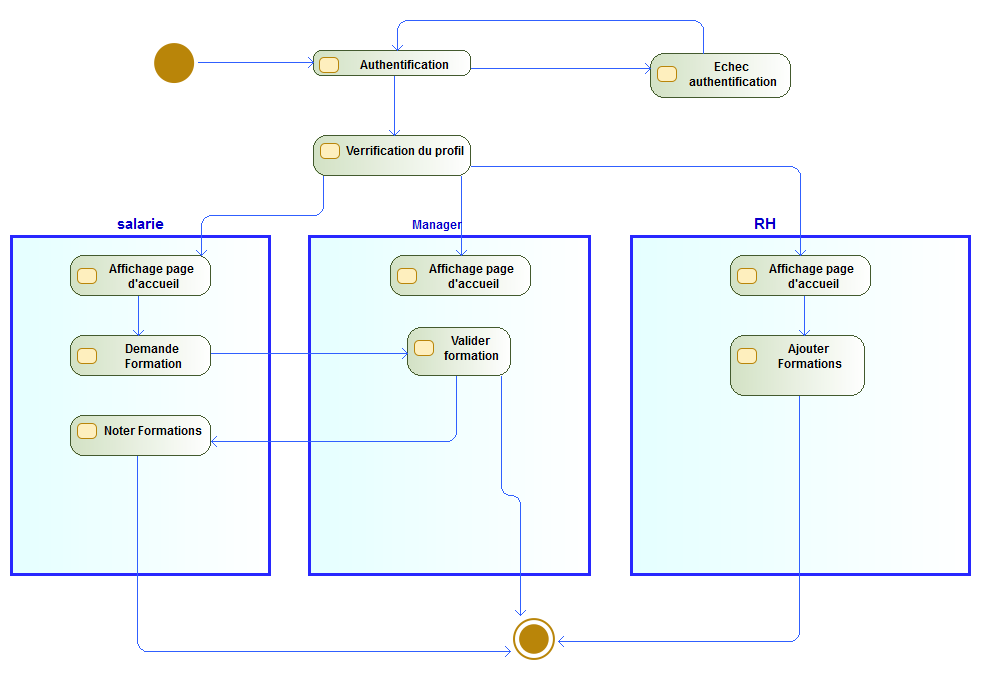 Authentification
Echec
authentification
Verrification du profil
salarie
Manager
RH
Affichage page
d'accueil
Affichage page
d'accueil
Affichage page
d'accueil
Demande
Formation
Valider
formation
Ajouter
Formations
Noter Formations